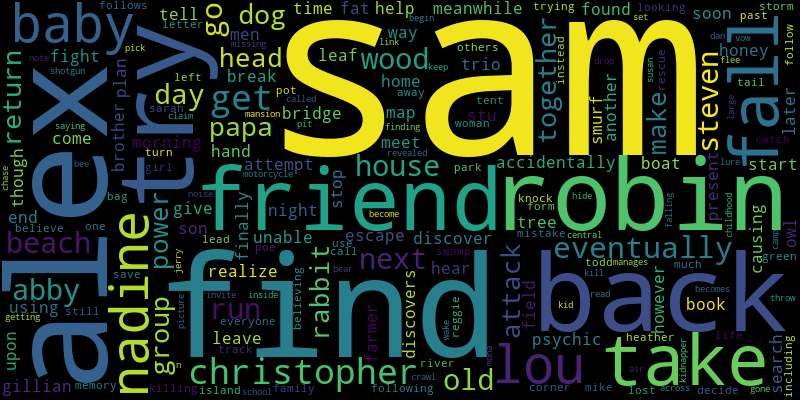 baby
follows
letter
tell
go
dog
time
fat
help
meanwhile
found
looking
trying
set
soon
past
storm
begin
link
men
way
follow
dan
vow
flee
note
pick
missing
fight
head
leaf
wood
trio
others
keep
instead
honey
return
shotgun
plan
break
home
away
sam
together
another
smurf
make
susan
rescue
drop
steven
tail
fall
later
day
left
pot
called
map
tent
stu
sarah
claim
mansion
finding
try
get
papa
bridge
pit
meet
woman
revealed
brother
saying
come
morning
turn
hand
attempt
house
park
accidentally
boat
catch
lure
large
start
chase
though
bee
girl
motorcycle
friend
robin
present
childhood
alex
bag
son
noise
give
night
stop
become
knock
form
hide
tree
central
falling
camp
owl
end
one
believe
power
finally
lead
unable
poe
escape
use
call
discover
mistake
eventually
causing
green
beach
save
jerry
realize
find
next
swamp
hear
todd
manages
much
however
abby
nadine
group
picture
invite
inside
bear
believing
rabbit
back
kill
becomes
kid
read
book
throw
using
still
run
everyone
discovers
farmer
attack
field
psychic
heather
life
upon
getting
killing
leave
track
reggie
wake
river
lou
take
kidnapper
air
search
including
gillian
memory
island
school
christopher
family
following
crawl
old
money
corner
mike
lost
across
decide
gone